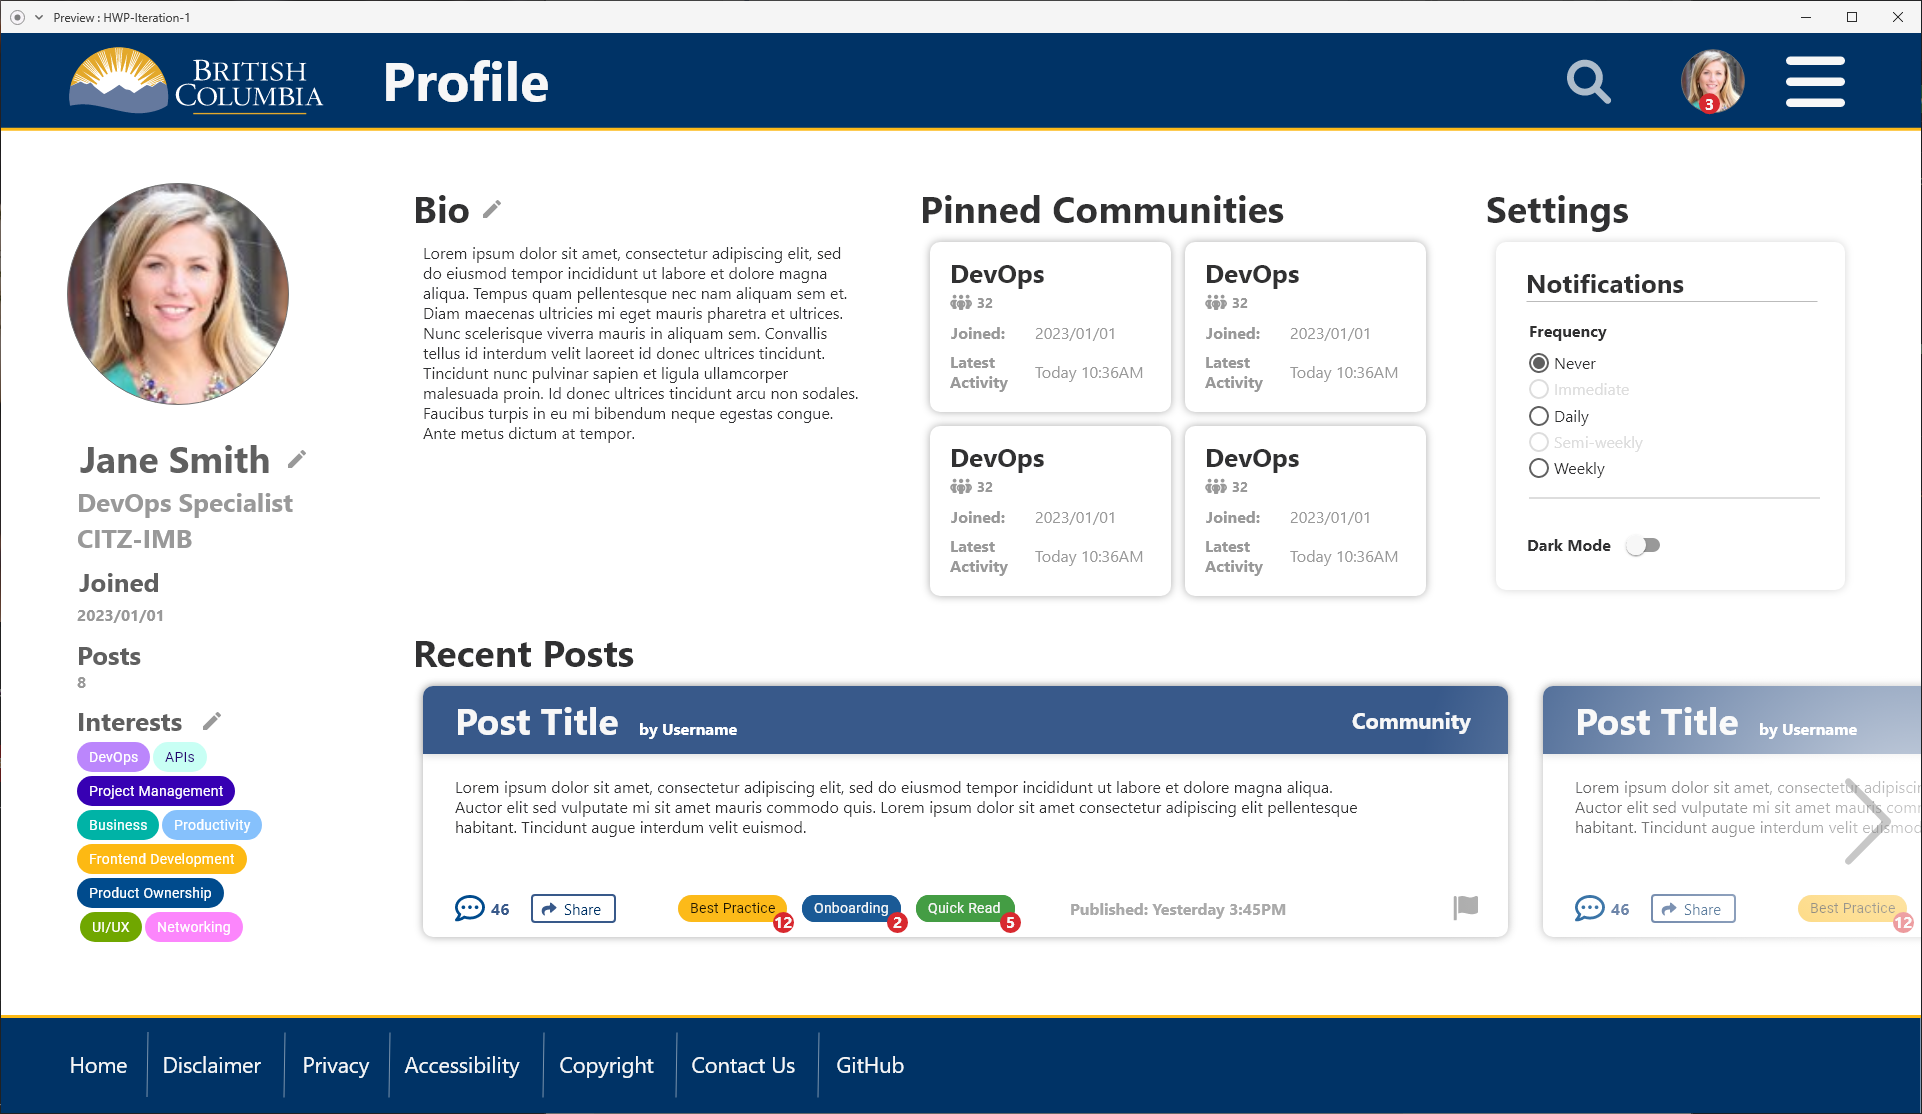 Preview : HWP-Iteration-1
BRITISH
COLUMBIA
Profile
3
Jane Smith
DevOps Specialist
CITZ-IMB
Joined
2023/01/01
Posts
8
Interests
DevOps
APIs
Project Management
Business
Productivity
Frontend Development
Product Ownership
UI/UX
Networking
Bio
Lorem ipsum dolor sit amet, consectetur adipiscing elit, sed
do eiusmod tempor incididunt ut labore et dolore magna
aliqua. Tempus quam pellentesque nec nam aliquam sem et.
Diam maecenas ultricies mi eget mauris pharetra et ultrices.
Nunc scelerisque viverra mauris in aliquam sem. Convallis
tellus id interdum velit laoreet id donec ultrices tincidunt.
Tincidunt nunc pulvinar sapien et ligula ullamcorper
malesuada proin. Id donec ultrices tincidunt arcu non sodales.
Faucibus turpis in eu mi bibendum neque egestas congue.
Ante metus dictum at tempor.
Pinned Communities
DevOps
32
Joined: 2023/01/01
Latest
Activity
Today 10:36AM
DevOps
32
Joined: 2023/01/01
Latest
Activity
Today 10:36AM
DevOps
32
Joined: 2023/01/01
Latest
Activity
Today 10:36AM
DevOps
32
Joined: 2023/01/01
Latest
Activity
Today 10:36AM
Settings
Notifications
Frequency
Never
Immediate
Daily
Semi-weekly
Weekly
Dark Mode
Recent Posts
Post Title by Username Community
Lorem ipsum dolor sit amet, consectetur adipiscing elit, sed do eiusmod tempor incididunt ut labore et dolore magna aliqua.
Auctor elit sed vulputate mi sit amet mauris commodo quis. Lorem ipsum dolor sit amet consectetur adipiscing elit pellentesque
habitant. Tincidunt augue interdum velit euismod.
46 Share Best Practice 12 Onboarding 2 Quick Read 5 Published: Yesterday 3:45PM
Post Title by Username
Lorem ipsum dolor sit amet, consectetur adipisci
Auctor elit sed vulputate mi sit amet mauris com
habitant. Tincidunt augue interdum velit euismod
46 Share Best Practice 12
Home Disclaimer Privacy Accessibility Copyright Contact Us GitHub